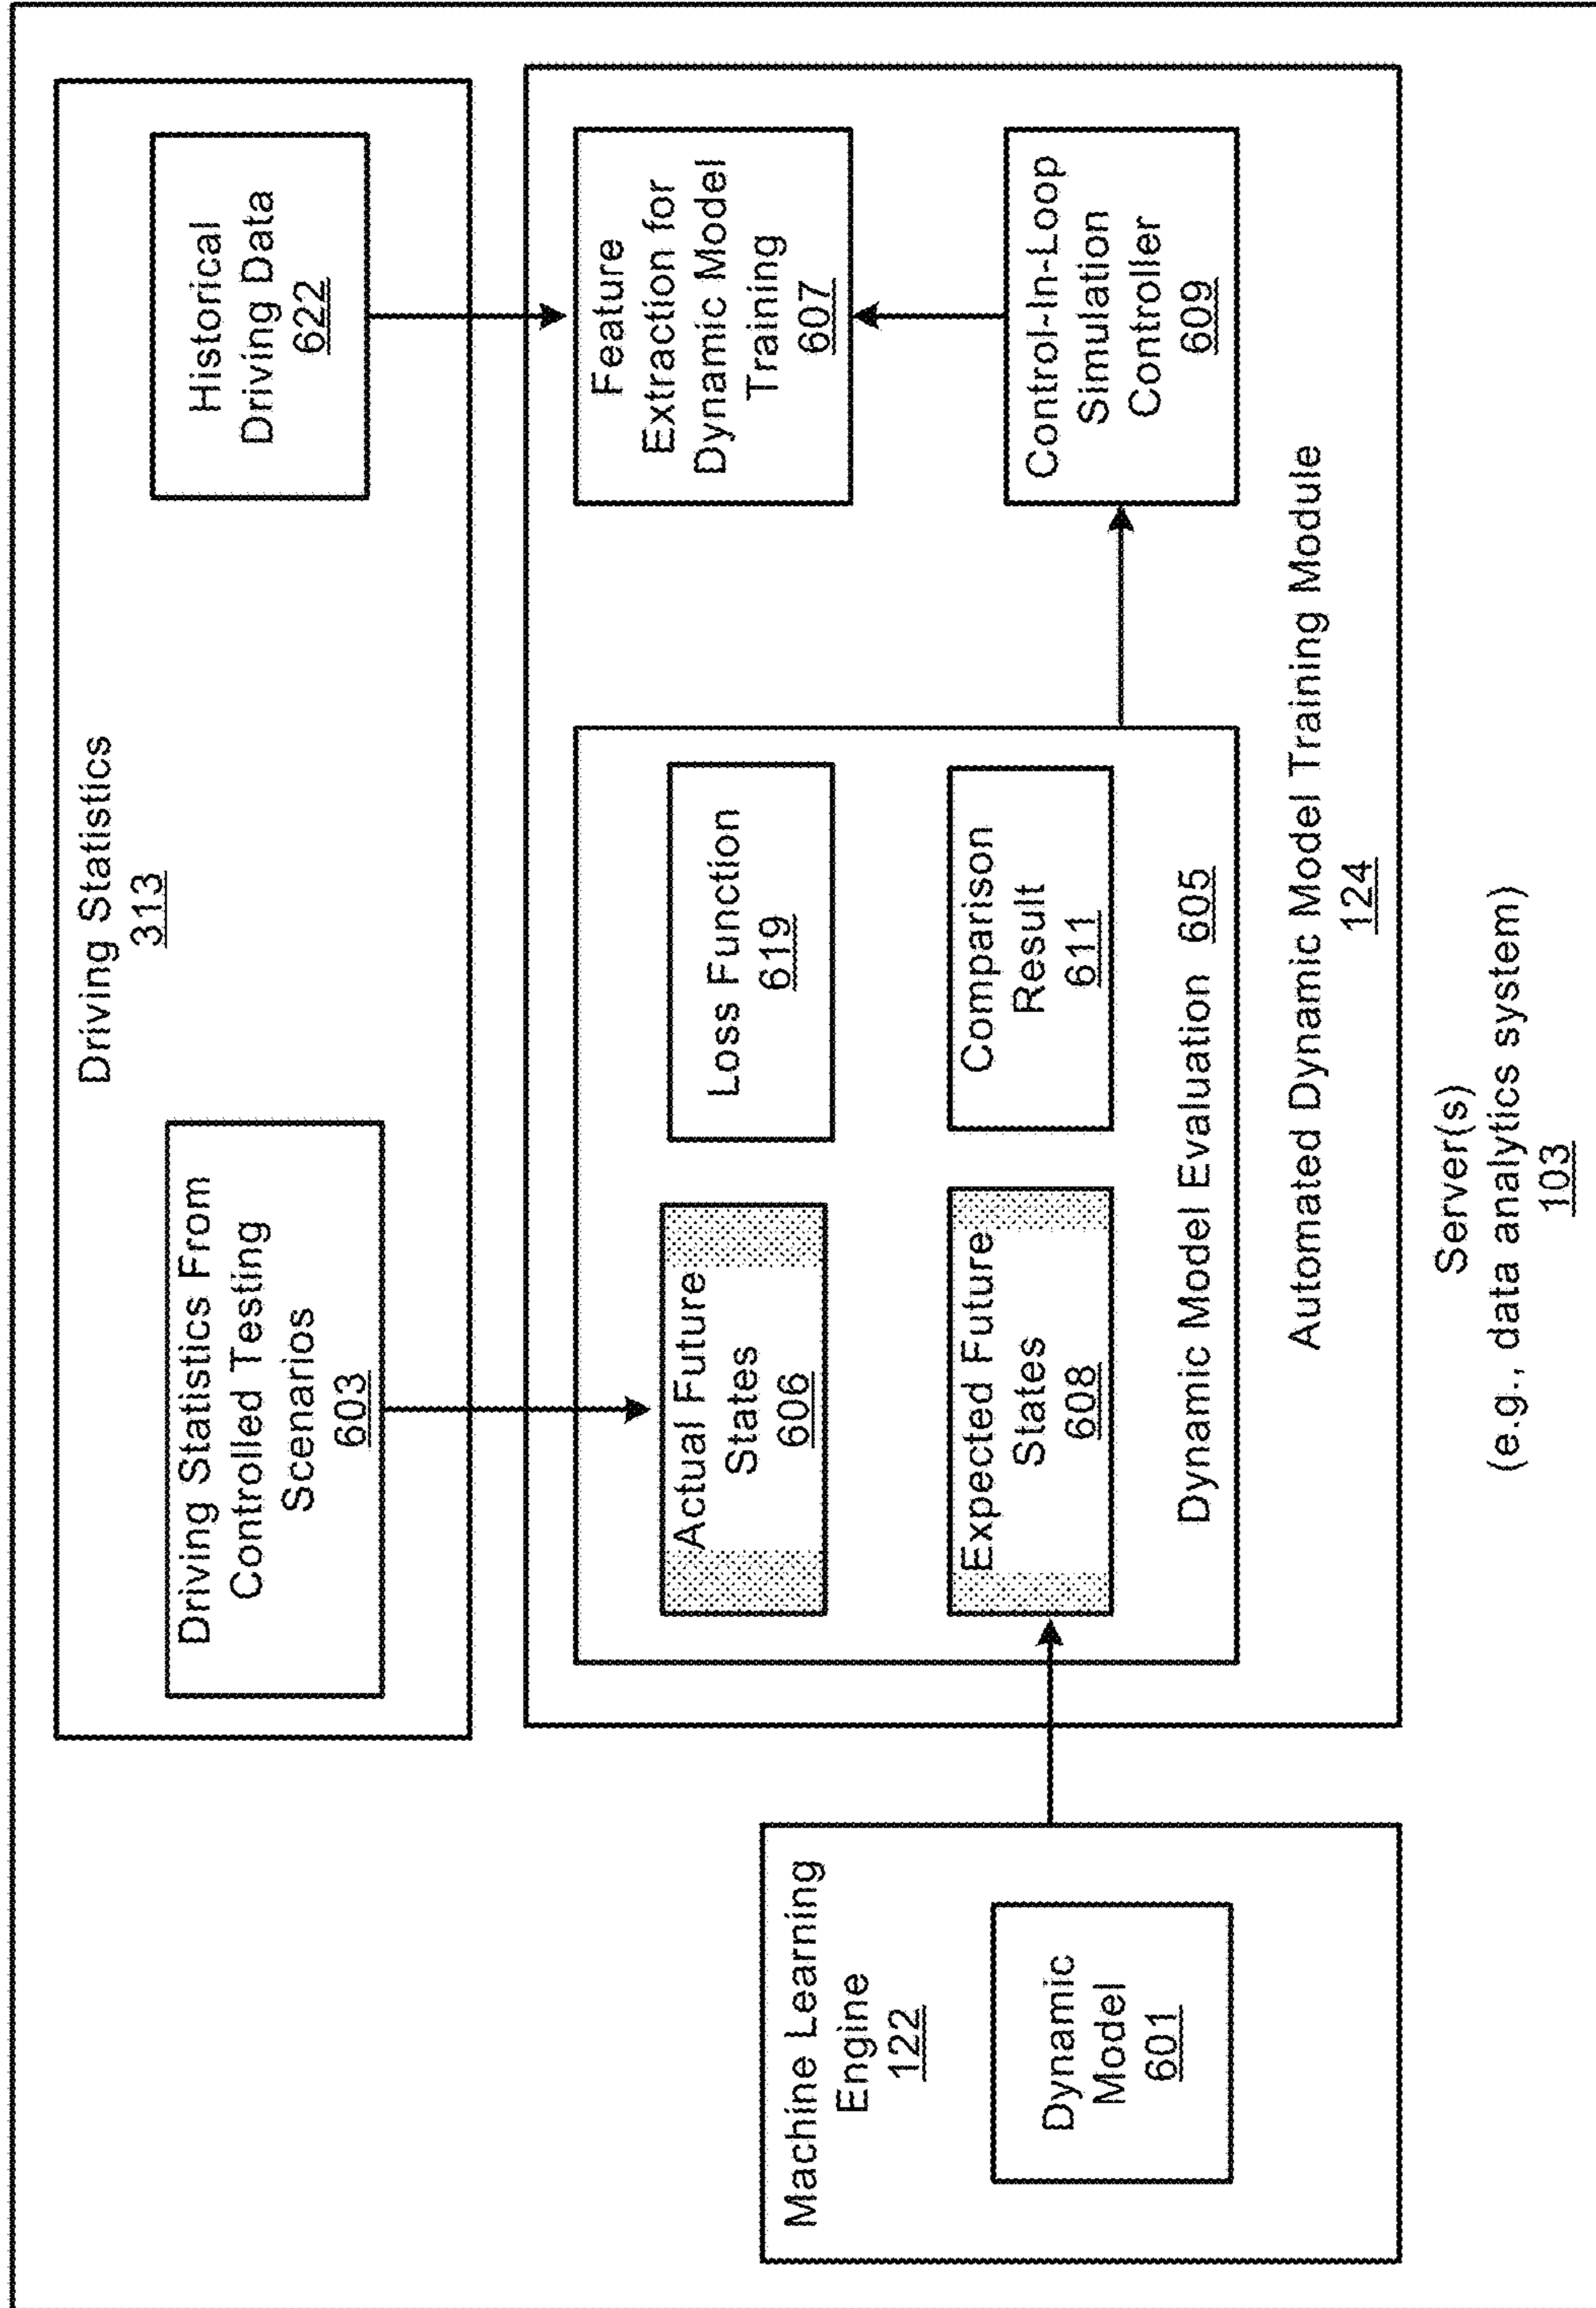 Driving Statistics
313
Driving Statistics From
Controlled Testing
Scenarios
603
Historical
Driving Data
622
Machine Learning
Engine
122
Dynamic
Model
601
Actual Future
States
606
Loss Function
619
Expected Future
States
608
Comparison
Result
611
Dynamic Model Evaluation 605
Feature
Extraction for
Dynamic Model
Training
607
Control-In-Loop
Simulation
Controller
609
Automated Dynamic Model Training Module
124
Server(s)
(e.g., data analytics system)
103